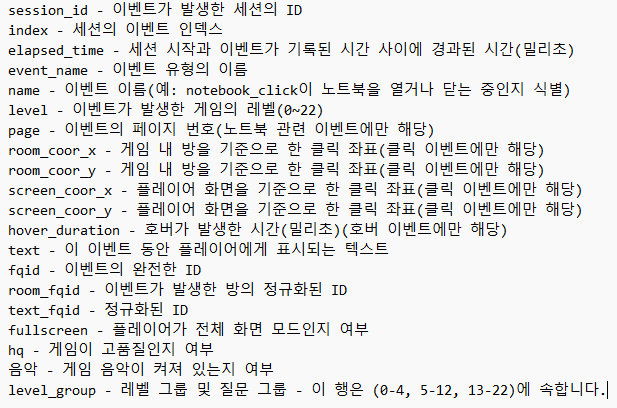 session_id - 이벤트가 발생한 세션의 ID
index - 세션의 이벤트 인덱스
elapsed_time - 세션 시작과 이벤트가 기록된 시간 사이에 경과된 시간(밀리초)
event_name - 이벤트 유형의 이름
name - 이벤트 이름(예: notebook_click이 노트북을 열거나 닫는 중인지 식별)
level - 이벤트가 발생한 게임의 레벨(0~22)
page - 이벤트의 페이지 번호(노트북 관련 이벤트에만 해당)
room_coor_x - 게임 내 방을 기준으로 한 클릭 좌표(클릭 이벤트에만 해당)
room_coor_y - 게임 내 방을 기준으로 한 클릭 좌표(클릭 이벤트에만 해당)
screen_coor_x - 플레이어 화면을 기준으로 한 클릭 좌표(클릭 이벤트에만 해당)
screen_coor_y - 플레이어 화면을 기준으로 한 클릭 좌표(클릭 이벤트에만 해당)
hover_duration - 호버가 발생한 시간(밀리초)(호버 이벤트에만 해당)
text - 이 이벤트 동안 플레이어에게 표시되는 텍스트
fqid - 이벤트의 완전한 ID
room_fqid - 이벤트가 발생한 방의 정규화된 ID
text_fqid - 정규화된 ID
fullscreen - 플레이어가 전체 화면 모드인지 여부
hq - 게임이 고품질인지 여부
음악 - 게임 음악이 켜져 있는지 여부
level_group - 레벨 그룹 및 질문 그룹 - 이 행은 (0-4, 5-12, 13-22)에 속합니다.